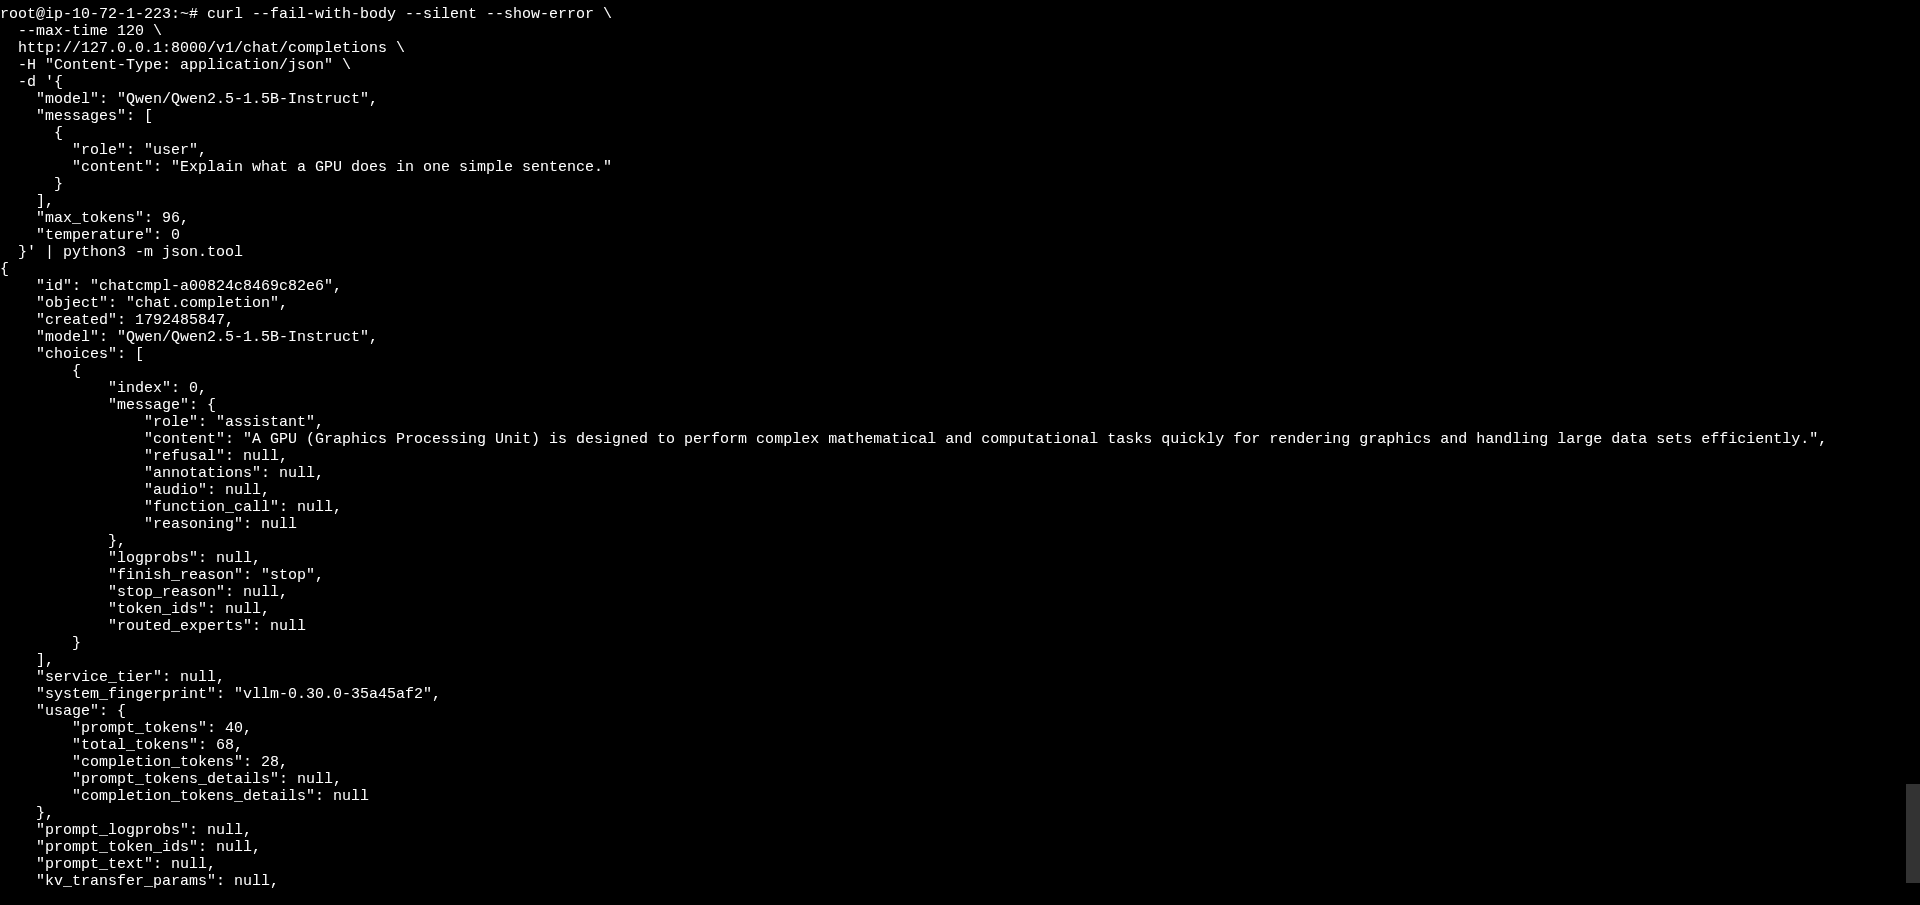 root@ip-10-72-1-223:~# curl --fail-with-body --silent --show-error \
  --max-time 120 \
  http://127.0.0.1:8000/v1/chat/completions \
  -H "Content-Type: application/json" \
  -d '{
    "model": "Qwen/Qwen2.5-1.5B-Instruct",
    "messages": [
      {
        "role": "user",
        "content": "Explain what a GPU does in one simple sentence."
      }
    ],
    "max_tokens": 96,
    "temperature": 0
  }' | python3 -m json.tool
{
    "id": "chatcmpl-a00824c8469c82e6",
    "object": "chat.completion",
    "created": 1792485847,
    "model": "Qwen/Qwen2.5-1.5B-Instruct",
    "choices": [
        {
            "index": 0,
            "message": {
                "role": "assistant",
                "content": "A GPU (Graphics Processing Unit) is designed to perform complex mathematical and computational tasks quickly for rendering graphics and handling large data sets efficiently.",
                "refusal": null,
                "annotations": null,
                "audio": null,
                "function_call": null,
                "reasoning": null
            },
            "logprobs": null,
            "finish_reason": "stop",
            "stop_reason": null,
            "token_ids": null,
            "routed_experts": null
        }
    ],
    "service_tier": null,
    "system_fingerprint": "vllm-0.30.0-35a45af2",
    "usage": {
        "prompt_tokens": 40,
        "total_tokens": 68,
        "completion_tokens": 28,
        "prompt_tokens_details": null,
        "completion_tokens_details": null
    },
    "prompt_logprobs": null,
    "prompt_token_ids": null,
    "prompt_text": null,
    "kv_transfer_params": null,